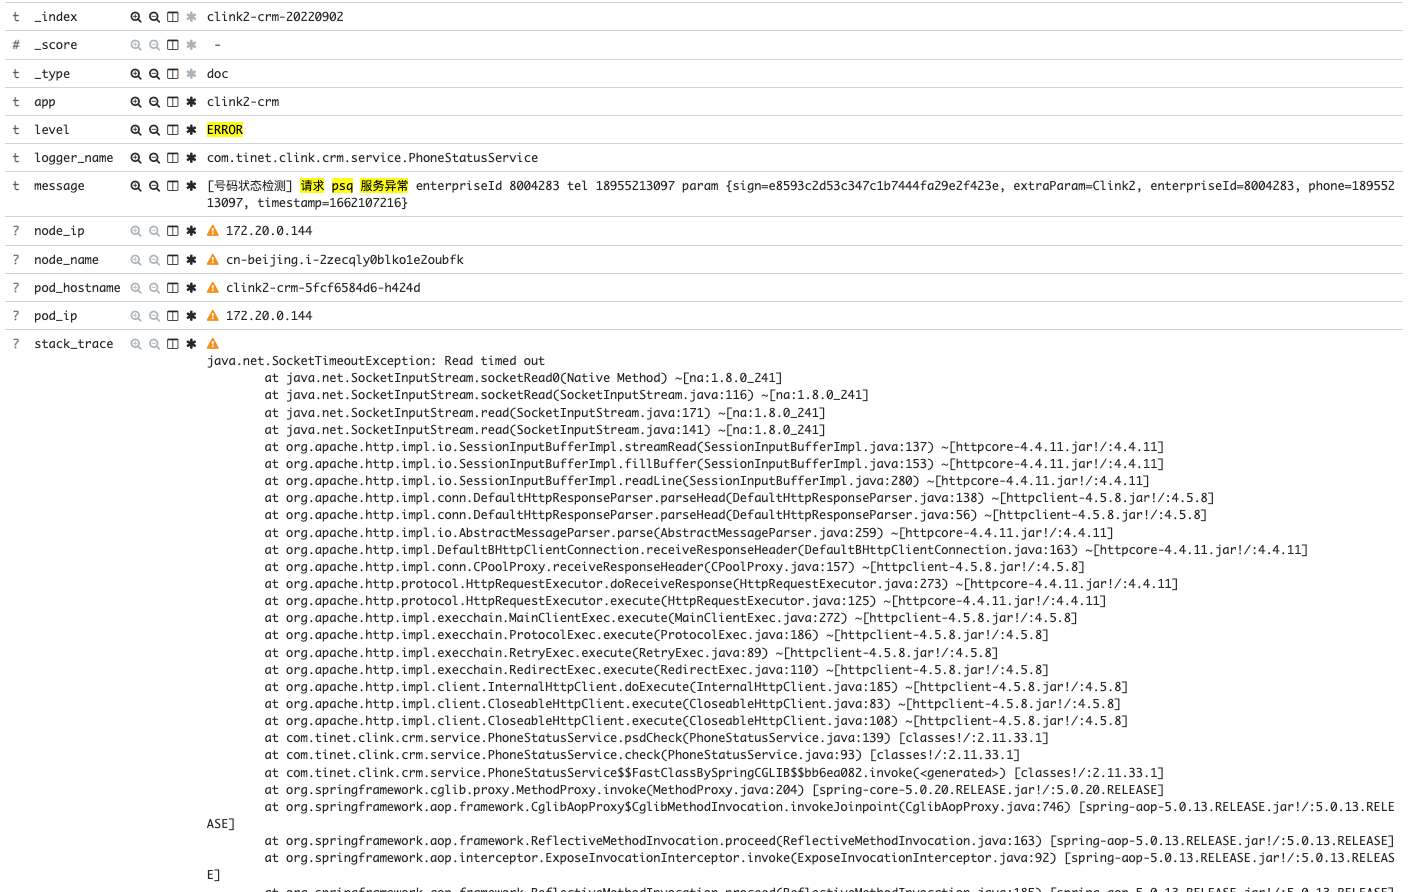 t _index clink2-crm-20220902
# _score -
t _type doc
t app clink2-crm
t level ERROR
t logger_name com.tinet.clink.crm.service.PhoneStatusService
t message [号码状态检测] 请求 psq 服务异常 enterpriseId 8004283 tel 18955213097 param {sign=e8593c2d53c347c1b7444fa29e2f423e, extraParam=Clink2, enterpriseId=8004283, phone=18955
213097, timestamp=1662107216}
? node_ip 172.20.0.144
? node_name cn-beijing.i-2zecqly0blko1e2oubfk
? pod_hostname clink2-crm-5fcf6584d6-h424d
? pod_ip 172.20.0.144
? stack_trace
java.net.SocketTimeoutException: Read timed out
at java.net.SocketInputStream.socketRead0(Native Method) ~[na:1.8.0_241]
at java.net.SocketInputStream.socketRead(SocketInputStream.java:116) ~[na:1.8.0_241]
at java.net.SocketInputStream.read(SocketInputStream.java:171) ~[na:1.8.0_241]
at java.net.SocketInputStream.read(SocketInputStream.java:141) ~[na:1.8.0_241]
at org.apache.http.impl.io.SessionInputBufferImpl.streamRead(SessionInputBufferImpl.java:137) ~[httpcore-4.4.11.jar!/:4.4.11]
at org.apache.http.impl.io.SessionInputBufferImpl.fillBuffer(SessionInputBufferImpl.java:153) ~[httpcore-4.4.11.jar!/:4.4.11]
at org.apache.http.impl.io.SessionInputBufferImpl.readLine(SessionInputBufferImpl.java:280) ~[httpcore-4.4.11.jar!/:4.4.11]
at org.apache.http.impl.conn.DefaultHttpResponseParser.parseHead(DefaultHttpResponseParser.java:138) ~[httpclient-4.5.8.jar!/:4.5.8]
at org.apache.http.impl.conn.DefaultHttpResponseParser.parseHead(DefaultHttpResponseParser.java:56) ~[httpclient-4.5.8.jar!/:4.5.8]
at org.apache.http.impl.io.AbstractMessageParser.parse(AbstractMessageParser.java:259) ~[httpcore-4.4.11.jar!/:4.4.11]
at org.apache.http.impl.DefaultBHttpClientConnection.receiveResponseHeader(DefaultBHttpClientConnection.java:163) ~[httpcore-4.4.11.jar!/:4.4.11]
at org.apache.http.impl.conn.CPoolProxy.receiveResponseHeader(CPoolProxy.java:157) ~[httpclient-4.5.8.jar!/:4.5.8]
at org.apache.http.protocol.HttpRequestExecutor.doReceiveResponse(HttpRequestExecutor.java:273) ~[httpcore-4.4.11.jar!/:4.4.11]
at org.apache.http.protocol.HttpRequestExecutor.execute(HttpRequestExecutor.java:125) ~[httpcore-4.4.11.jar!/:4.4.11]
at org.apache.http.impl.execchain.MainClientExec.execute(MainClientExec.java:272) ~[httpclient-4.5.8.jar!/:4.5.8]
at org.apache.http.impl.execchain.ProtocolExec.execute(ProtocolExec.java:186) ~[httpclient-4.5.8.jar!/:4.5.8]
at org.apache.http.impl.execchain.RetryExec.execute(RetryExec.java:89) ~[httpclient-4.5.8.jar!/:4.5.8]
at org.apache.http.impl.execchain.RedirectExec.execute(RedirectExec.java:110) ~[httpclient-4.5.8.jar!/:4.5.8]
at org.apache.http.impl.client.InternalHttpClient.doExecute(InternalHttpClient.java:185) ~[httpclient-4.5.8.jar!/:4.5.8]
at org.apache.http.impl.client.CloseableHttpClient.execute(CloseableHttpClient.java:83) ~[httpclient-4.5.8.jar!/:4.5.8]
at org.apache.http.impl.client.CloseableHttpClient.execute(CloseableHttpClient.java:108) ~[httpclient-4.5.8.jar!/:4.5.8]
at com.tinet.clink.crm.service.PhoneStatusService.psdCheck(PhoneStatusService.java:139) [classes!/:2.11.33.1]
at com.tinet.clink.crm.service.PhoneStatusService.check(PhoneStatusService.java:93) [classes!/:2.11.33.1]
at com.tinet.clink.crm.service.PhoneStatusService$$FastClassBySpringCGLIB$$bb6ea082.invoke(<generated>) [classes!/:2.11.33.1]
at org.springframework.cglib.proxy.MethodProxy.invoke(MethodProxy.java:204) [spring-core-5.0.20.RELEASE.jar!/:5.0.20.RELEASE]
at org.springframework.aop.framework.CglibAopProxy$CglibMethodInvocation.invokeJoinpoint(CglibAopProxy.java:746) [spring-aop-5.0.13.RELEASE.jar!/:5.0.13.RELE
ASE]
at org.springframework.aop.framework.ReflectiveMethodInvocation.proceed(ReflectiveMethodInvocation.java:163) [spring-aop-5.0.13.RELEASE.jar!/:5.0.13.RELEASE]
at org.springframework.aop.interceptor.ExposeInvocationInterceptor.invoke(ExposeInvocationInterceptor.java:92) [spring-aop-5.0.13.RELEASE.jar!/:5.0.13.RELEAS
E]